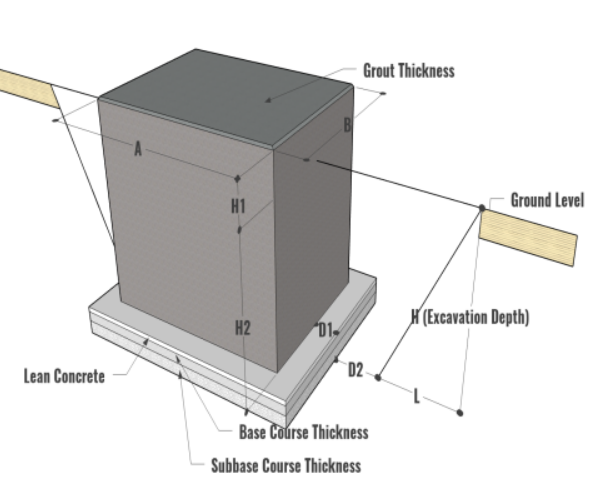 Grout Thickness
B
A
Ground Level
H1
H (Excavation Depth)
H2
D1
D2
Lean Concrete
L
Base Course Thickness
Subbase Course Thickness